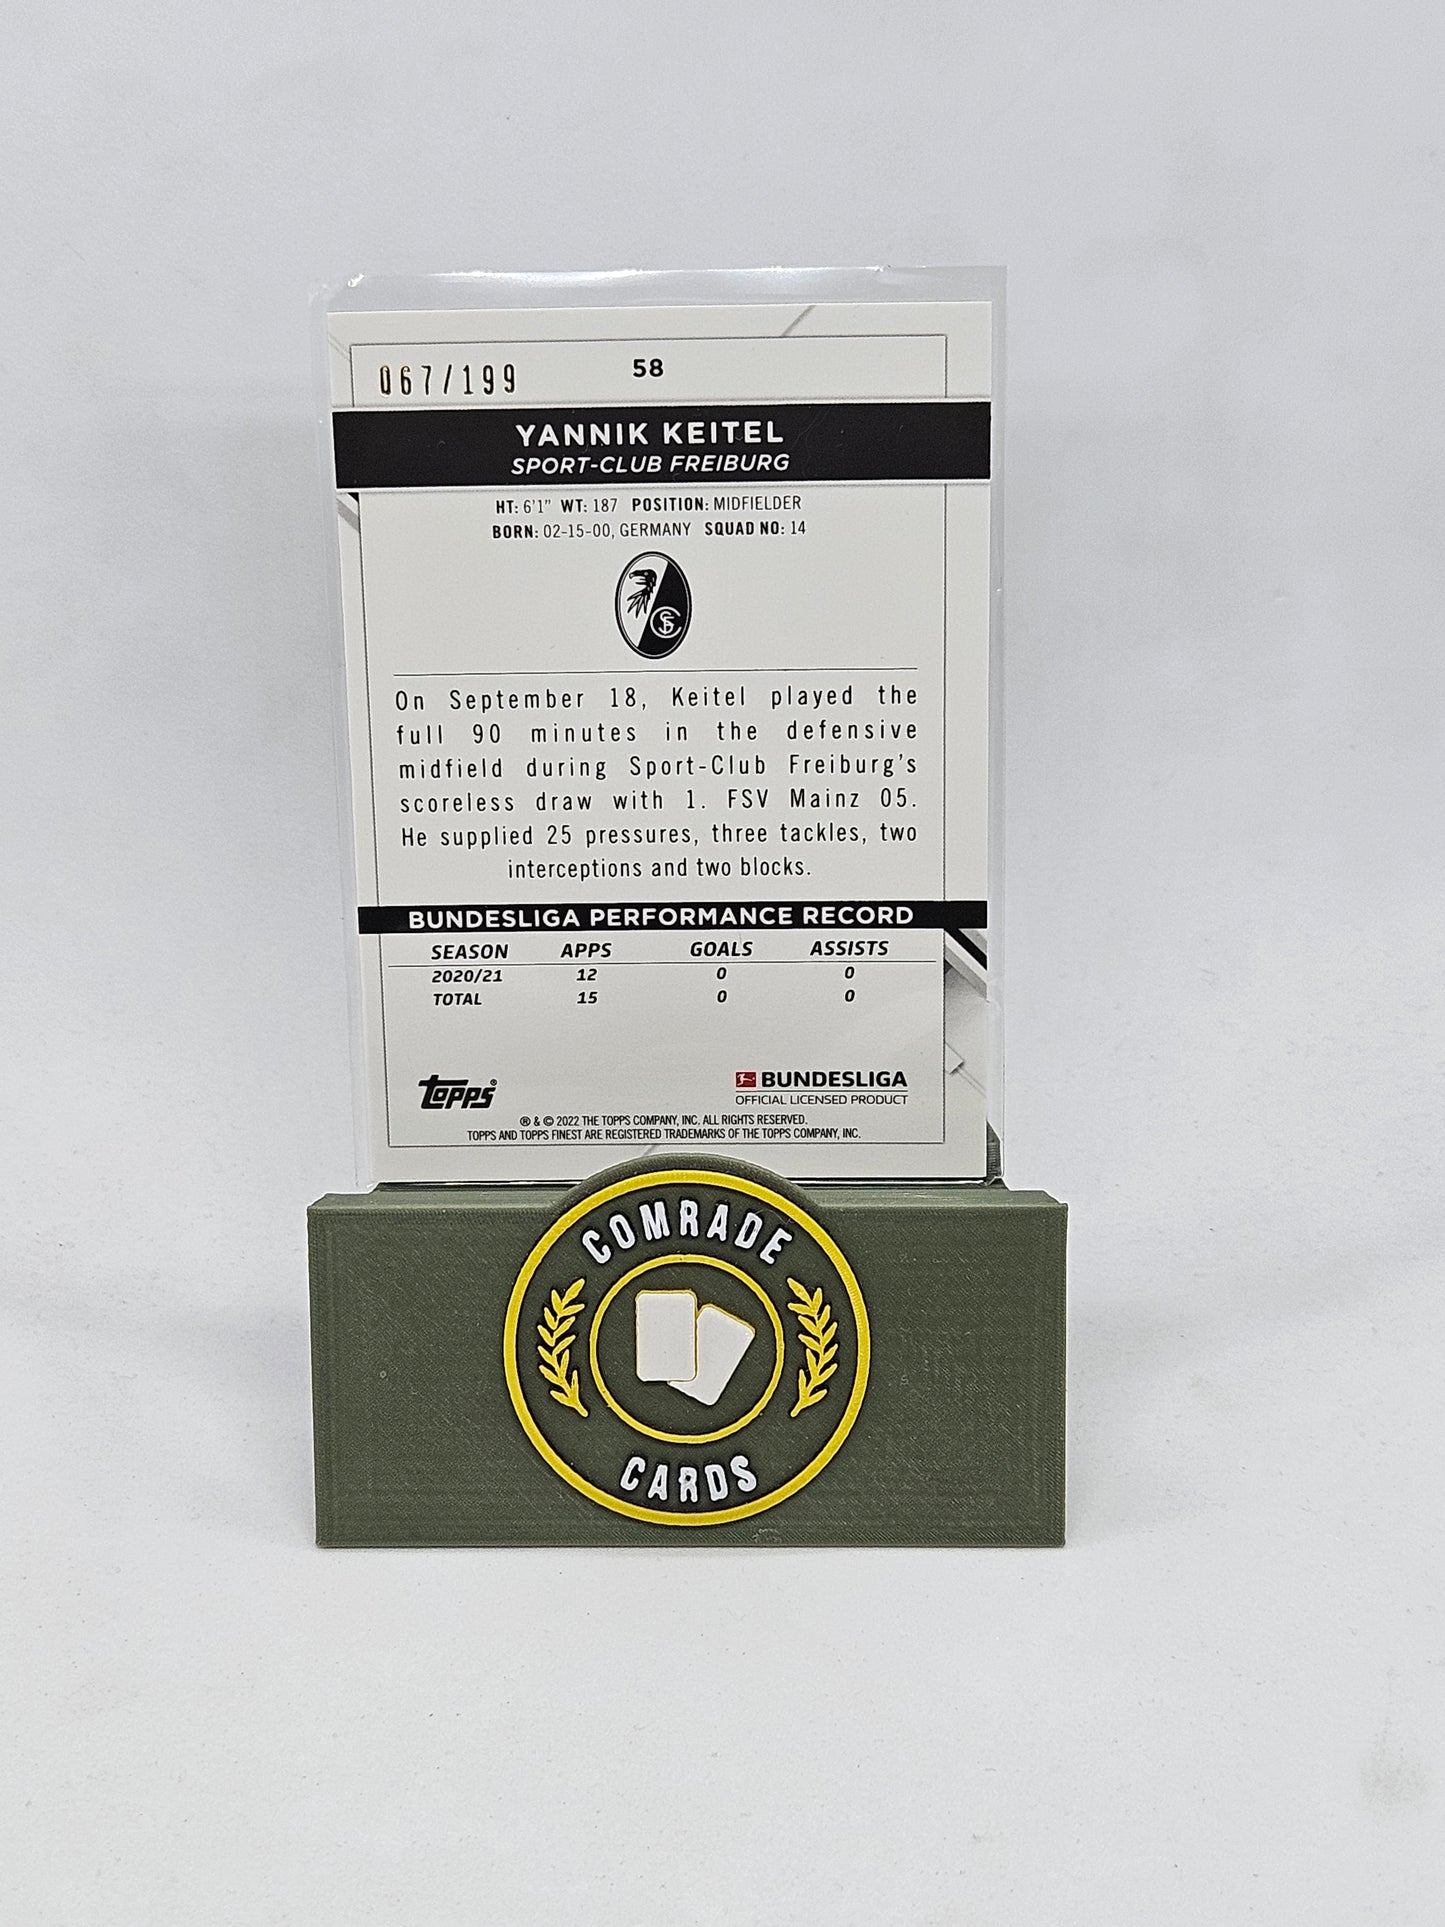 067/199
58
YANNIK KEITEL
SPORT-CLUB FREIBURG
HT: 6'1" WT: 187 POSITION: MIDFIELDER
BORN: 02-15-00, GERMANY SQUAD NO: 14
SC
On September 18, Keitel played the
full 90 minutes in the defensive
midfield during Sport-Club Freiburg's
scoreless draw with 1. FSV Mainz 05.
He supplied 25 pressures, three tackles, two
interceptions and two blocks.
BUNDESLIGA PERFORMANCE RECORD
SEASON APPS GOALS ASSISTS
2020/21 12 0 0
TOTAL 15 0 0
Topps®
BUNDESLIGA
OFFICIAL LICENSED PRODUCT
® & © 2022 THE TOPPS COMPANY, INC. ALL RIGHTS RESERVED.
TOPPS AND TOPPS FINEST ARE REGISTERED TRADEMARKS OF THE TOPPS COMPANY, INC.
COMRADE
CARDS